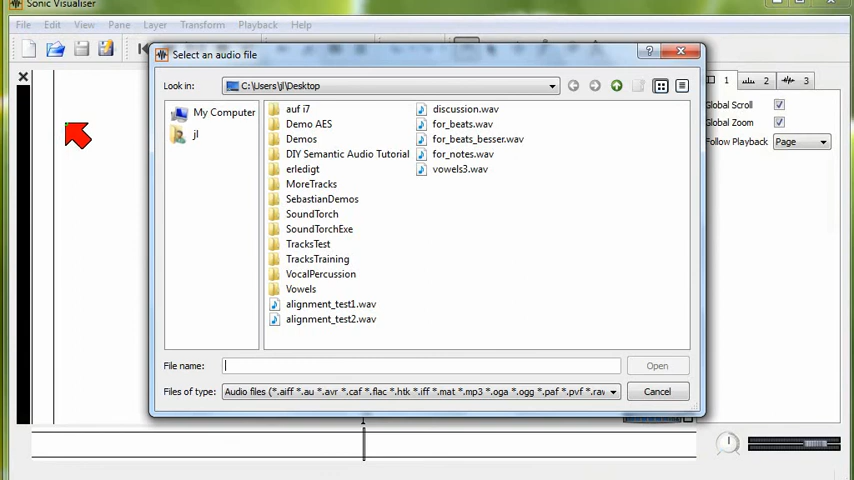 Sonic Visualiser
File Edit View Pane Layer Transform Playback Help
Select an audio file
Look in: C:\Users\jl\Desktop
My Computer
jl
auf i7
Demo AES
Demos
DIY Semantic Audio Tutorial
erledigt
MoreTracks
SebastianDemos
SoundTorch
SoundTorchExe
TracksTest
TracksTraining
VocalPercussion
Vowels
alignment_test1.wav
alignment_test2.wav
discussion.wav
for_beats.wav
for_beats_besser.wav
for_notes.wav
vowels3.wav
File name:
Open
Files of type: Audio files (*.aiff *.au *.avr *.caf *.flac *.htk *.iff *.mat *.mp3 *.oga *.ogg *.paf *.pvf *.raw
Cancel
1 2 3
Global Scroll
Global Zoom
Follow Playback Page